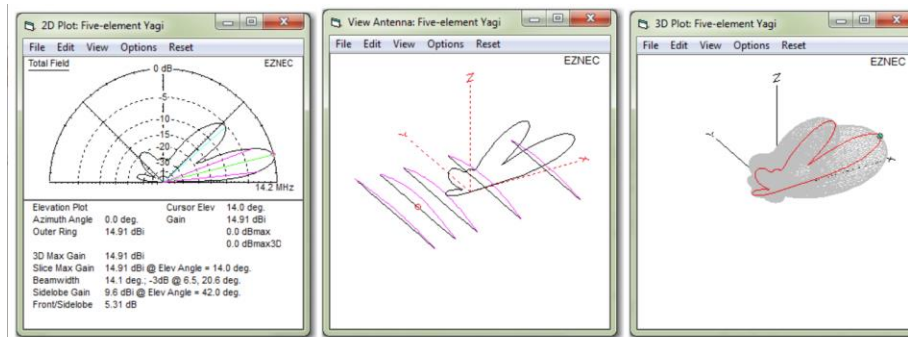 2D Plot: Five-element Yagi
File Edit View Options Reset
Total Field
EZNEC
0 dB
-5
-10
-15
-20
14.2 MHz
Elevation Plot
Cursor Elev 14.0 deg.
Azimuth Angle 0.0 deg.
Gain 14.91 dBi
Outer Ring 14.91 dBi
0.0 dBmax
0.0 dBmax3D
3D Max Gain 14.91 dBi
Slice Max Gain 14.91 dBi @ Elev Angle = 14.0 deg.
Beamwidth 14.1 deg.; -3dB @ 6.5, 20.6 deg.
Sidelobe Gain 9.6 dBi @ Elev Angle = 42.0 deg.
Front/Sidelobe 5.31 dB
View Antenna: Five-element Yagi
File Edit View Options Reset
EZNEC
Z
Y
X
3D Plot: Five-element Yagi
File Edit View Options Reset
EZNEC
Z
Y
X